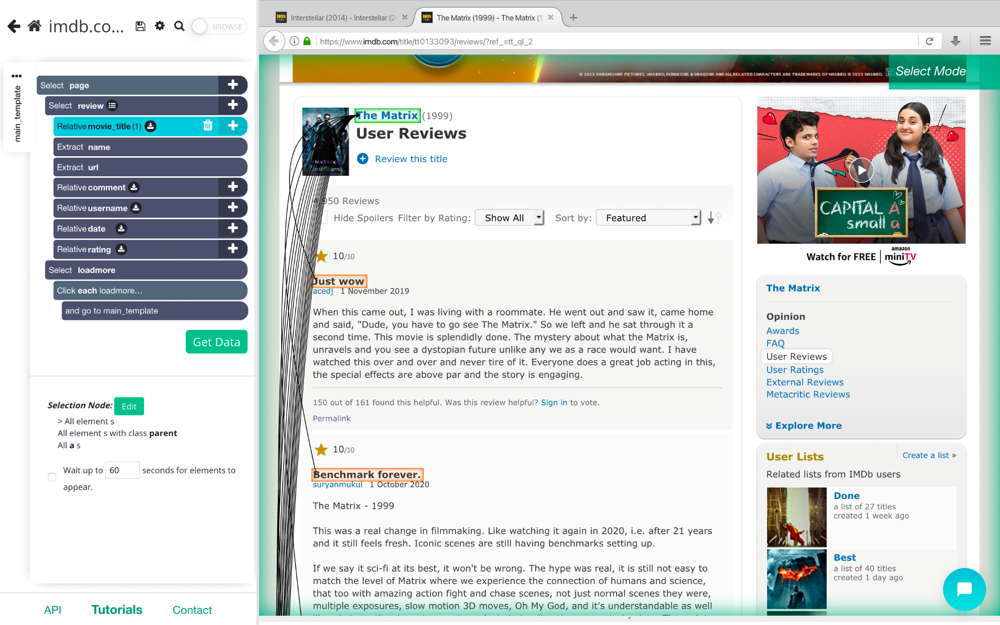 imdb.co...
BROWSE
main_template
Select page
Select review
Relative movie_title (1)
Extract name
Extract url
Relative comment
Relative username
Relative date
Relative rating
Select loadmore
Click each loadmore...
and go to main_template
Get Data
Selection Node: Edit
> All element s
All element s with class parent
All a s
Wait up to 60 seconds for elements to
appear.
API
Tutorials
Contact
IMDb Interstellar (2014) - Interstellar (2
IMDb The Matrix (1999) - The Matrix (1
https://www.imdb.com/title/tt0133093/reviews/?ref_=tt_ql_2
© 2023 PARAMOUNT PICTURES. HASBRO, DUNGEONS & DRAGONS AND ALL RELATED CHARACTERS ARE TRADEMARKS OF HASBRO. © 2023 HASBRO.
Select Mode
The Matrix (1999)
User Reviews
Review this title
4,950 Reviews
Hide Spoilers Filter by Rating: Show All Sort by: Featured
10/10
Just wow
acedj 1 November 2019
When this came out, I was living with a roommate. He went out and saw it, came home
and said, "Dude, you have to go see The Matrix." So we left and he sat through it a
second time. This movie is splendidly done. The mystery about what the Matrix is,
unravels and you see a dystopian future unlike any we as a race would want. I have
watched this over and over and never tire of it. Everyone does a great job acting in this,
the special effects are above par and the story is engaging.
150 out of 161 found this helpful. Was this review helpful? Sign in to vote.
Permalink
10/10
Benchmark forever.
suryanmukul 1 October 2020
The Matrix - 1999
This was a real change in filmmaking. Like watching it again in 2020, i.e. after 21 years
and it still feels fresh. Iconic scenes are still having benchmarks setting up.
If we say it sci-fi at its best, it won't be wrong. The hype was real, it is still not easy to
match the level of Matrix where we experience the connection of humans and science,
that too with amazing action fight and chase scenes, not just normal scenes they were,
multiple exposures, slow motion 3D moves, Oh My God, and it's understandable as well
CAPITAL A
small a
Watch for FREE | amazon miniTV
The Matrix
Opinion
Awards
FAQ
User Reviews
User Ratings
External Reviews
Metacritic Reviews
Explore More
User Lists
Create a list »
Related lists from IMDb users
Done
a list of 27 titles
created 1 week ago
Best
a list of 40 titles
created 1 day ago